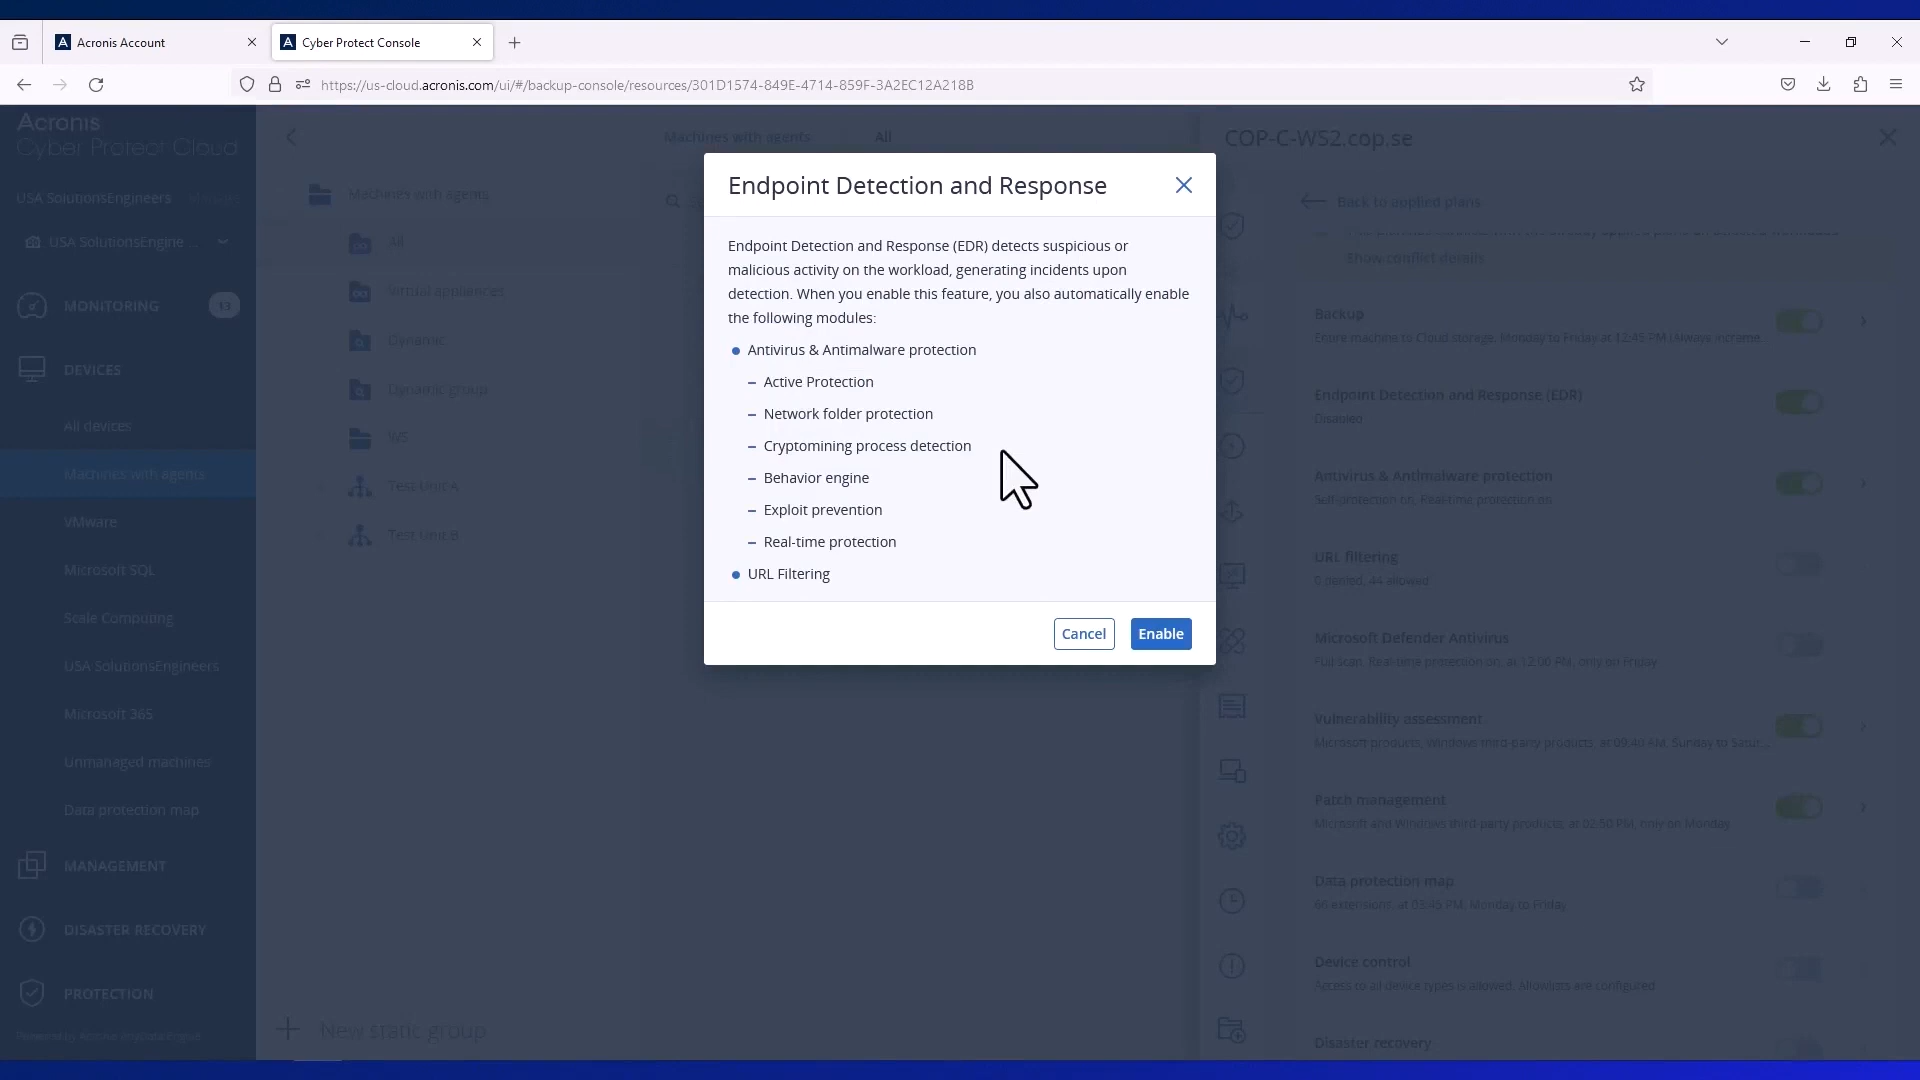 Acronis Account
Cyber Protect Console
https://us-cloud.acronis.com/ui/#/backup-console/resources/301D1574-849E-4714-859F-3A2EC12A218B
Acronis
Cyber Protect Cloud
USA SolutionsEngineers
Manage
USA SolutionsEngine ...
MONITORING
13
DEVICES
All devices
Machines with agents
VMware
Microsoft SQL
Scale Computing
USA SolutionsEngineers
Microsoft 365
Unmanaged machines
Data protection map
MANAGEMENT
DISASTER RECOVERY
PROTECTION
Machines with agents
All
Machines with agents
All
Virtual appliances
Dynamic
Dynamic group
WS
Test Unit A
Test Unit B
New static group
Endpoint Detection and Response
Endpoint Detection and Response (EDR) detects suspicious or
malicious activity on the workload, generating incidents upon
detection. When you enable this feature, you also automatically enable
the following modules:
Antivirus & Antimalware protection
– Active Protection
– Network folder protection
– Cryptomining process detection
– Behavior engine
– Exploit prevention
– Real-time protection
URL Filtering
Cancel
Enable
COP-C-WS2.cop.se
Back to applied plans
Show conflict details
Backup
Entire machine to Cloud storage, Monday to Friday at 12:45 PM (Always increme...
Endpoint Detection and Response (EDR)
Disabled
Antivirus & Antimalware protection
Self-protection on, Real-time protection on
URL filtering
0 denied, 44 allowed
Microsoft Defender Antivirus
Full scan, Real-time protection on, at 12:00 PM, only on Friday
Vulnerability assessment
Microsoft products, Windows third-party products, at 09:40 AM, Sunday to Satur...
Patch management
Microsoft and Windows third-party products, at 02:50 PM, only on Monday
Data protection map
66 extensions, at 03:45 PM, Monday to Friday
Device control
Access to all device types is allowed. Allowlists are configured
Disaster recovery